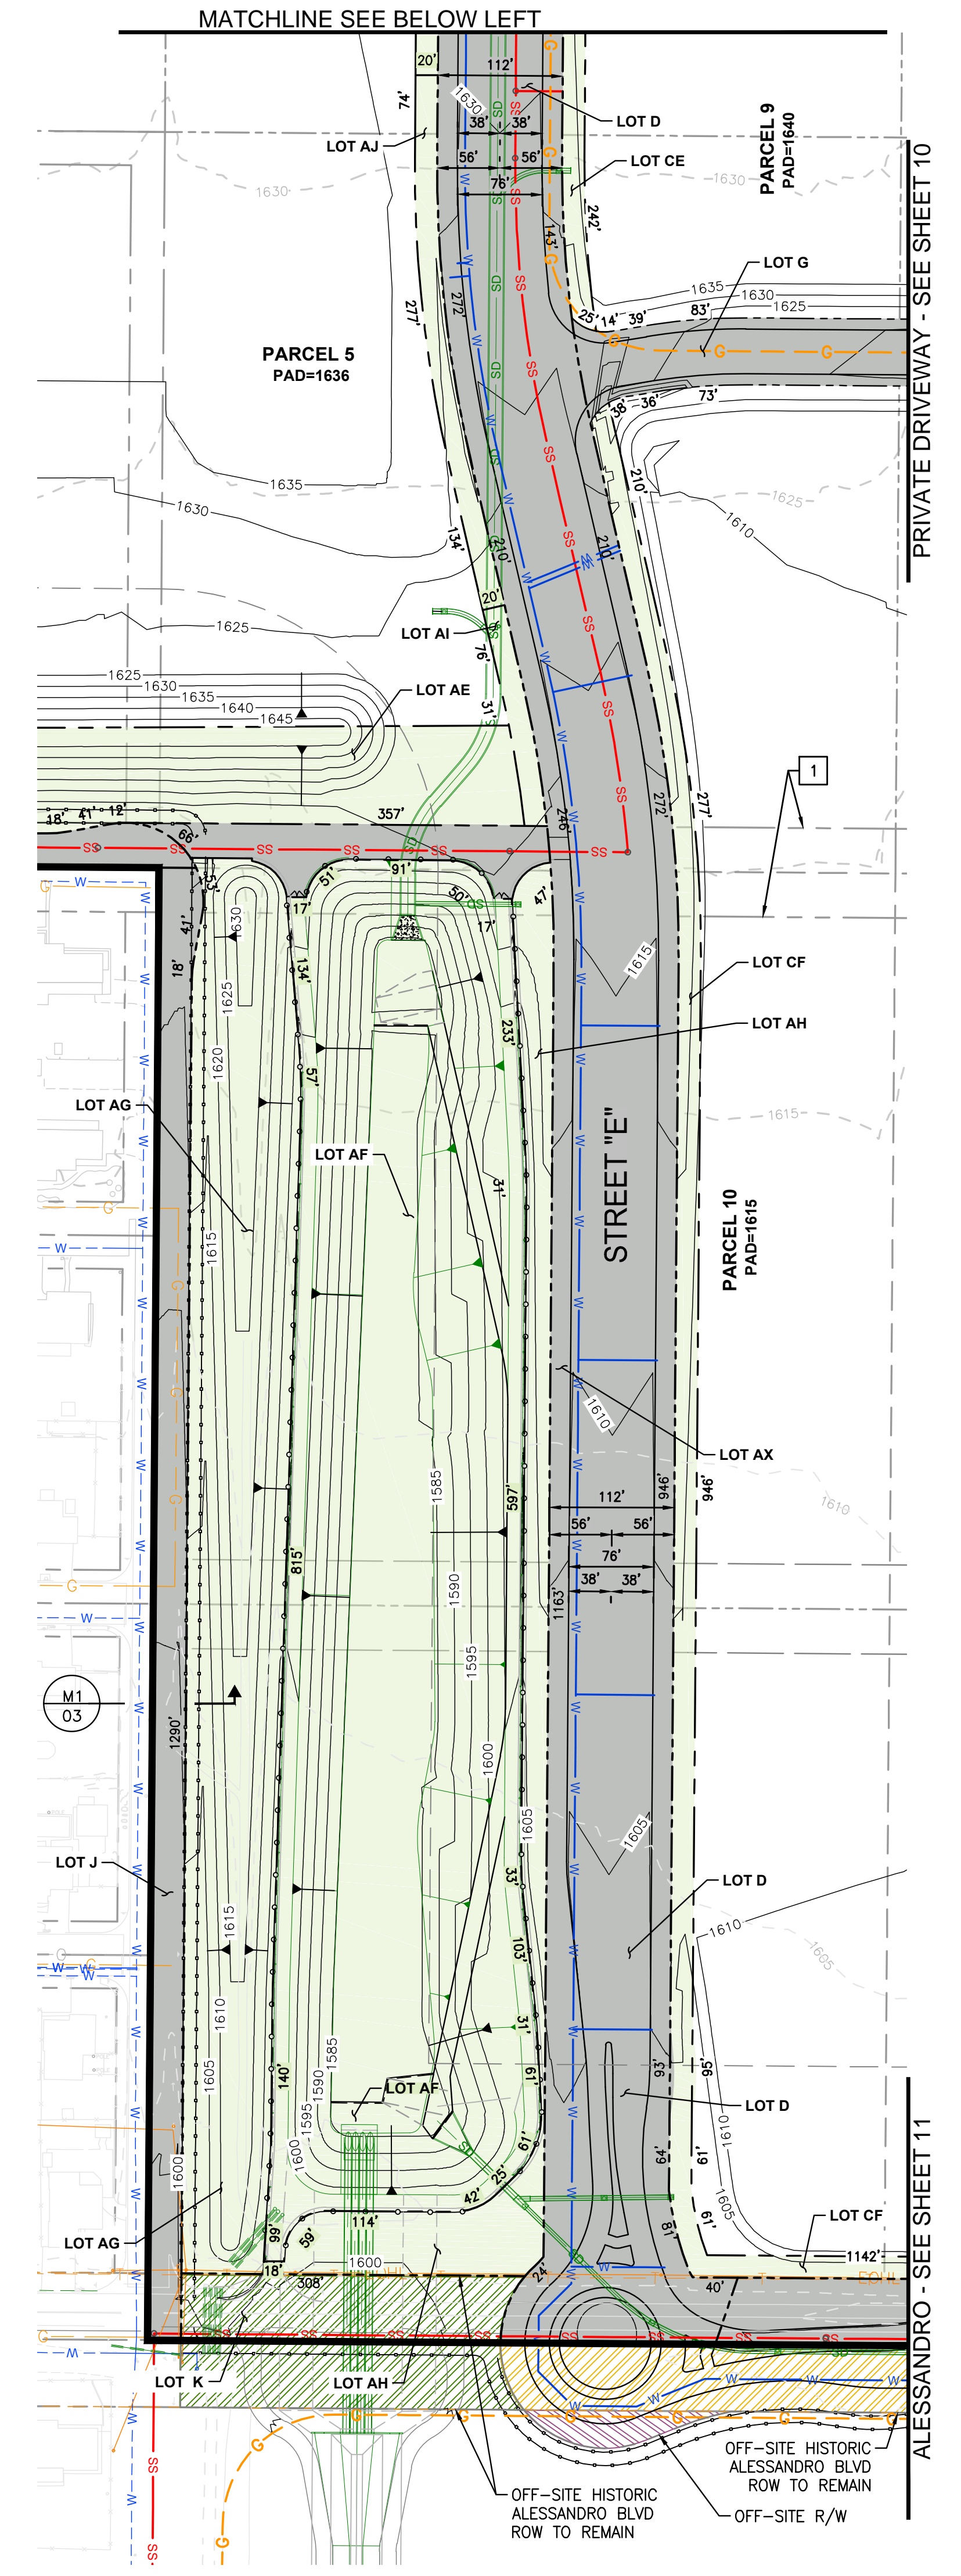 MATCHLINE SEE BELOW LEFT
20'
112'
G
74'
1630
SD
SS
38'
38'
LOT D
LOT AJ
PARCEL 9
PAD=1640
56'
56'
LOT CE
76'
1630
1630
W
242'
143'
PRIVATE DRIVEWAY - SEE SHEET 10
LOT G
1635
1630
1625
277'
272'
25'
14'
39'
83'
G
G
G
PARCEL 5
PAD=1636
38'
36'
73'
1635
1630
210'
1625
1610
134'
210'
210'
20'
1625
LOT AI
76'
1625
1630
1635
1640
1645
LOT AE
31'
1
357'
18'
41'
12'
66'
246'
272'
277'
SS
SS
SS
SS
SS
SS
SD
51'
91'
50'
47'
53'
17'
17'
41'
18'
1630
1625
1620
134'
233'
1615
LOT CF
LOT AH
57'
LOT AG
LOT AF
1615
STREET "E"
31'
1615
PARCEL 10
PAD=1615
1610
LOT AX
1585
597'
946'
946'
1610
112'
56'
56'
76'
38'
38'
815'
1590
1163'
1595
M1
03
1290'
1600
1605
1605
33'
LOT J
LOT D
1615
1610
103'
1605
1610
31'
1605
1585
140'
1590
61'
93'
95'
LOT AF
LOT D
1595
1610
1600
1600
61'
64'
61'
25'
1605
42'
LOT AG
99'
59'
114'
81'
61'
LOT CF
1600
1142'
18'
308'
24'
40'
ALESSANDRO - SEE SHEET 11
LOT K
LOT AH
OFF-SITE HISTORIC
ALESSANDRO BLVD
ROW TO REMAIN
OFF-SITE HISTORIC
ALESSANDRO BLVD
ROW TO REMAIN
OFF-SITE R/W